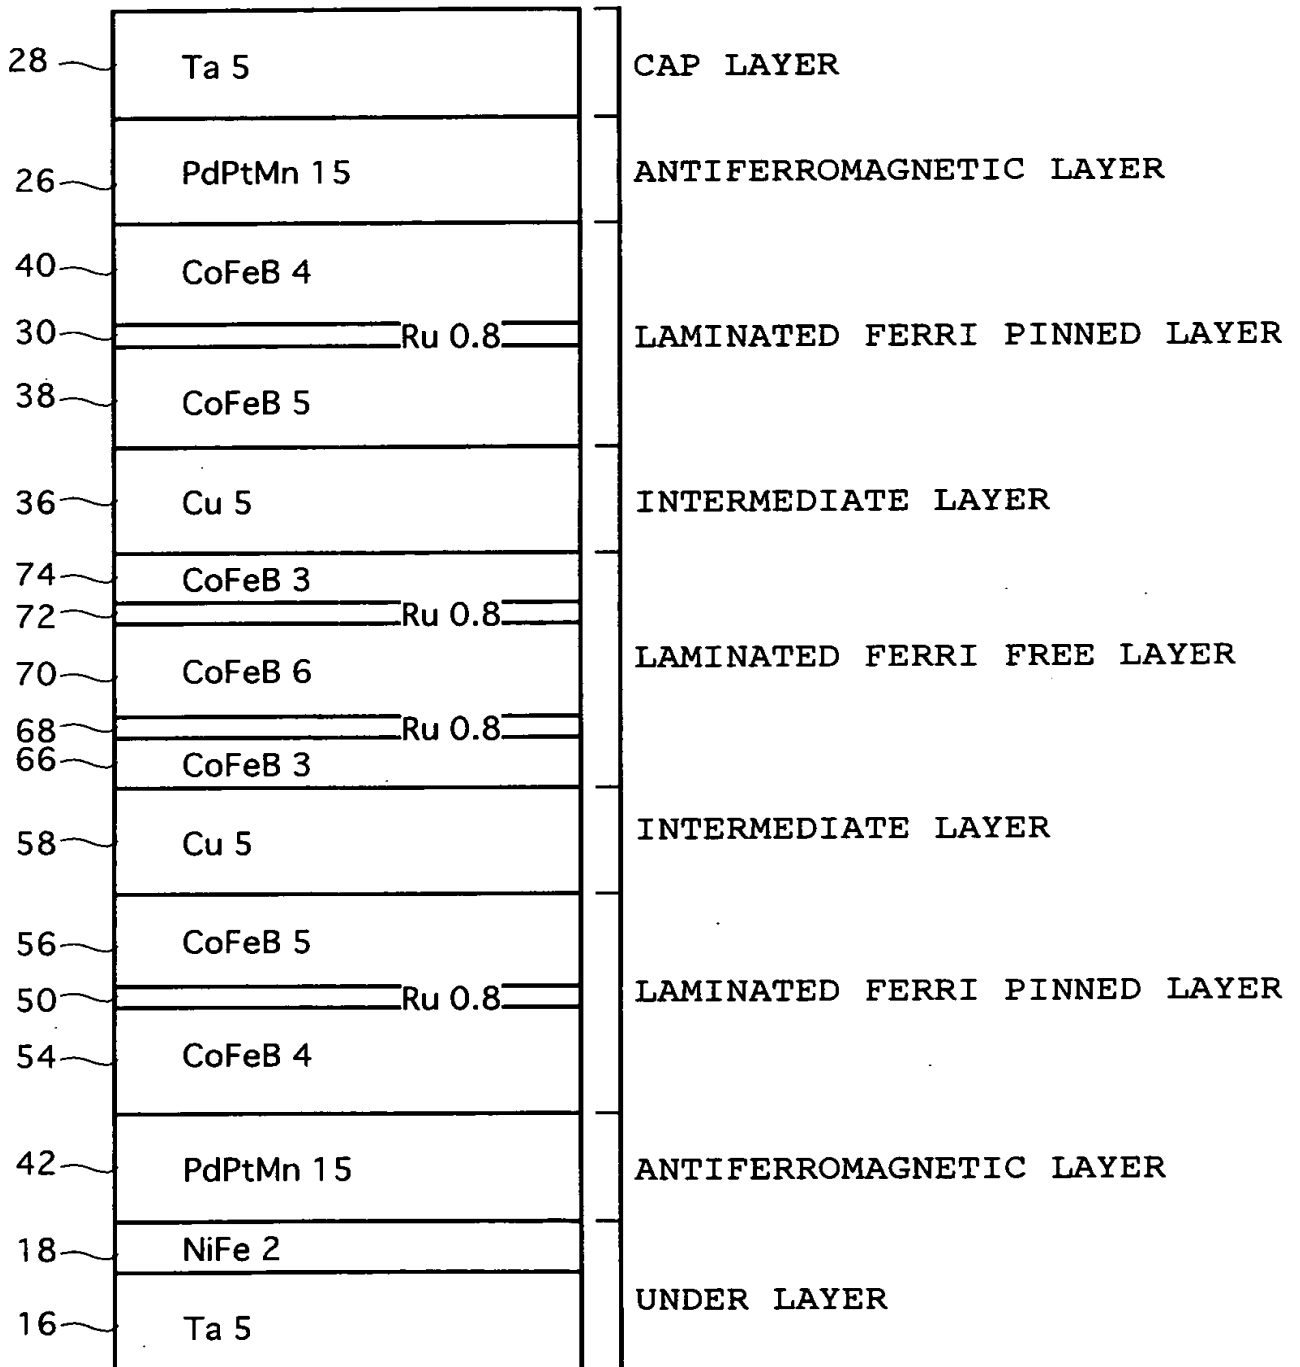 28 Ta 5 CAP LAYER
26 PdPtMn 15 ANTIFERROMAGNETIC LAYER
40 CoFeB 4
30 Ru 0.8 LAMINATED FERRI PINNED LAYER
38 CoFeB 5
36 Cu 5 INTERMEDIATE LAYER
74 CoFeB 3
72 Ru 0.8
70 CoFeB 6 LAMINATED FERRI FREE LAYER
68 Ru 0.8
66 CoFeB 3
58 Cu 5 INTERMEDIATE LAYER
56 CoFeB 5
50 Ru 0.8 LAMINATED FERRI PINNED LAYER
54 CoFeB 4
42 PdPtMn 15 ANTIFERROMAGNETIC LAYER
18 NiFe 2
UNDER LAYER
16 Ta 5